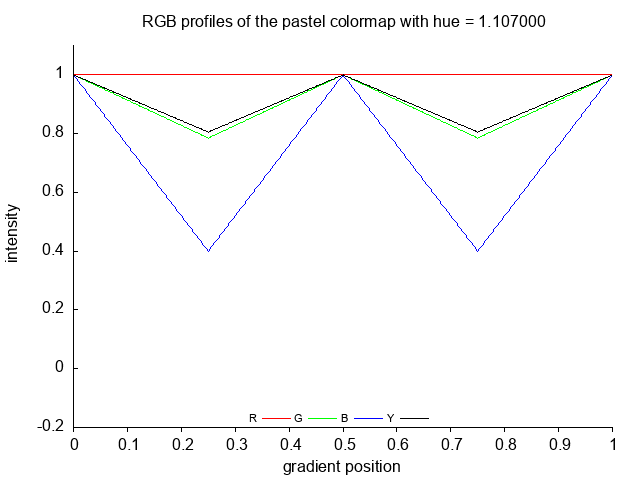 RGB profiles of the pastel colormap with hue = 1.107000
1
0.8
0.6
0.4
0.2
0
-0.2
intensity
R G B Y
0 0.1 0.2 0.3 0.4 0.5 0.6 0.7 0.8 0.9 1
gradient position